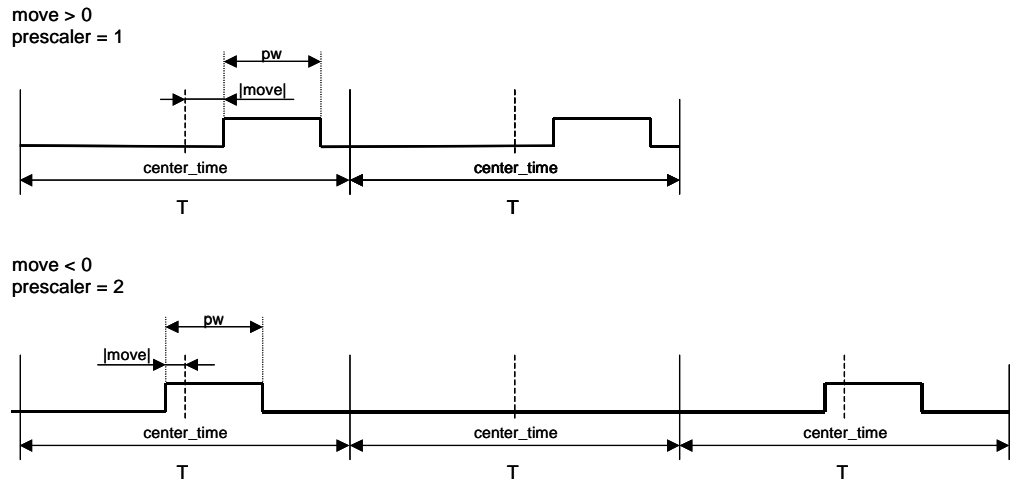 move > 0
prescaler = 1
pw
|move|
center_time center_time
T T
move < 0
prescaler = 2
pw
|move|
center_time center_time center_time
T T T